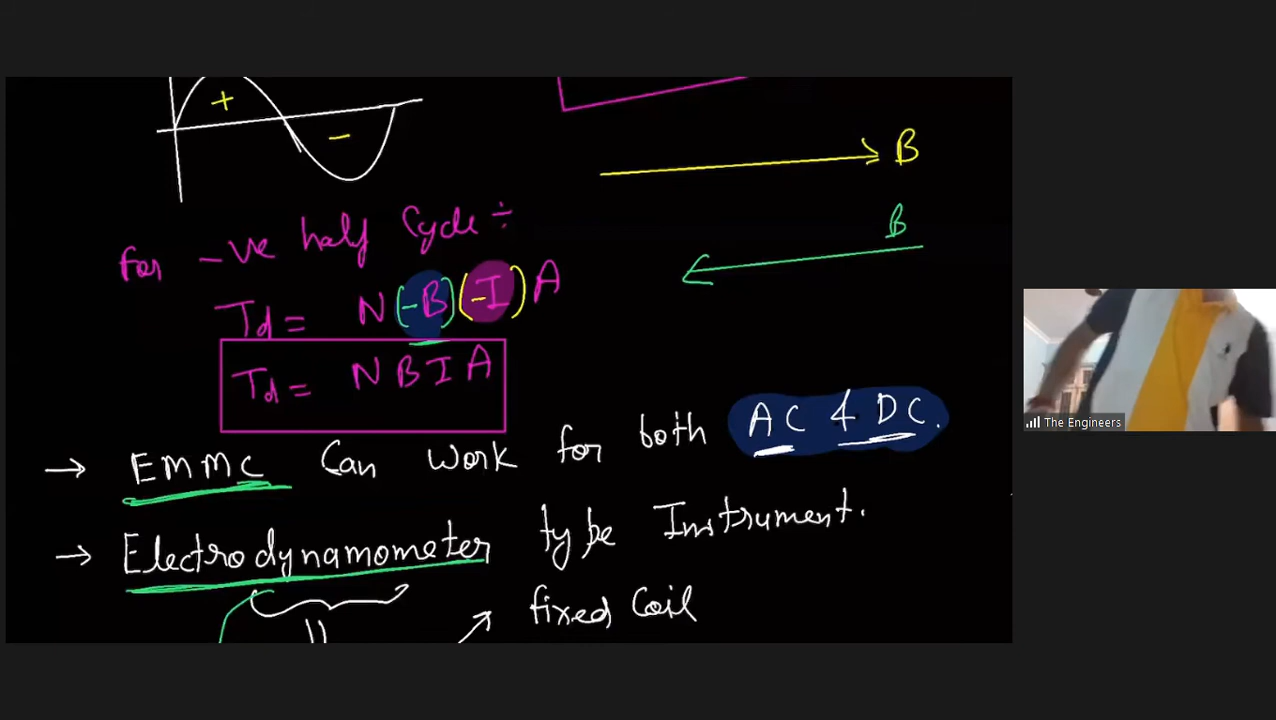 +
-
B
B
for -ve half Cycle ÷
Td = N (-B) (-I) A
Td = N B I A
→ EMMC Can Work for both AC & DC.
The Engineers
→ Electrodynamometer type Instrument.
fixed Coil